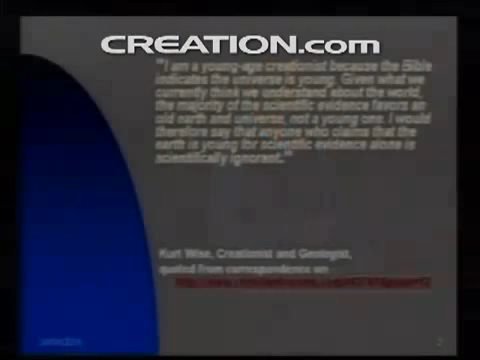 CREATION.com
"I am a young-age creationist because the Bible
indicates the universe is young. Given what we
currently think we understand about the world,
the majority of the scientific evidence favors an
old earth and universe, not a young one. I would
therefore say that anyone who claims that the
earth is young for scientific evidence alone is
scientifically ignorant."
Kurt Wise, Creationist and Geologist,
quoted from correspondence on